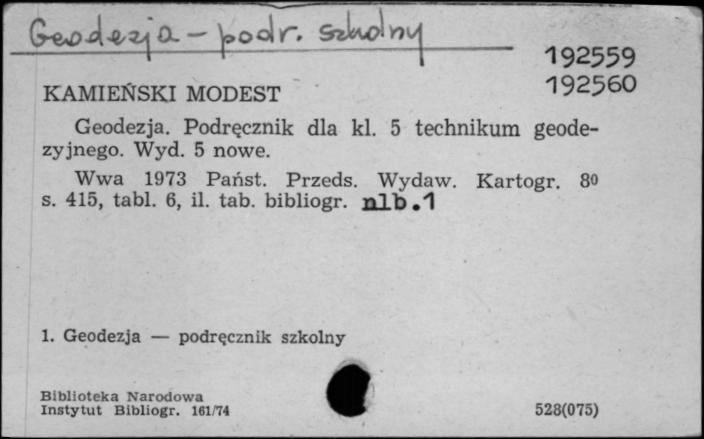 Geodezja - podr. szkolny
192559
192560
KAMIEŃSKI MODEST
Geodezja. Podręcznik dla kl. 5 technikum geode-
zyjnego. Wyd. 5 nowe.
Wwa 1973 Państ. Przeds. Wydaw. Kartogr. 8o
s. 415, tabl. 6, il. tab. bibliogr. nlb.1
1. Geodezja — podręcznik szkolny
Biblioteka Narodowa
Instytut Bibliogr. 161/74
528(075)